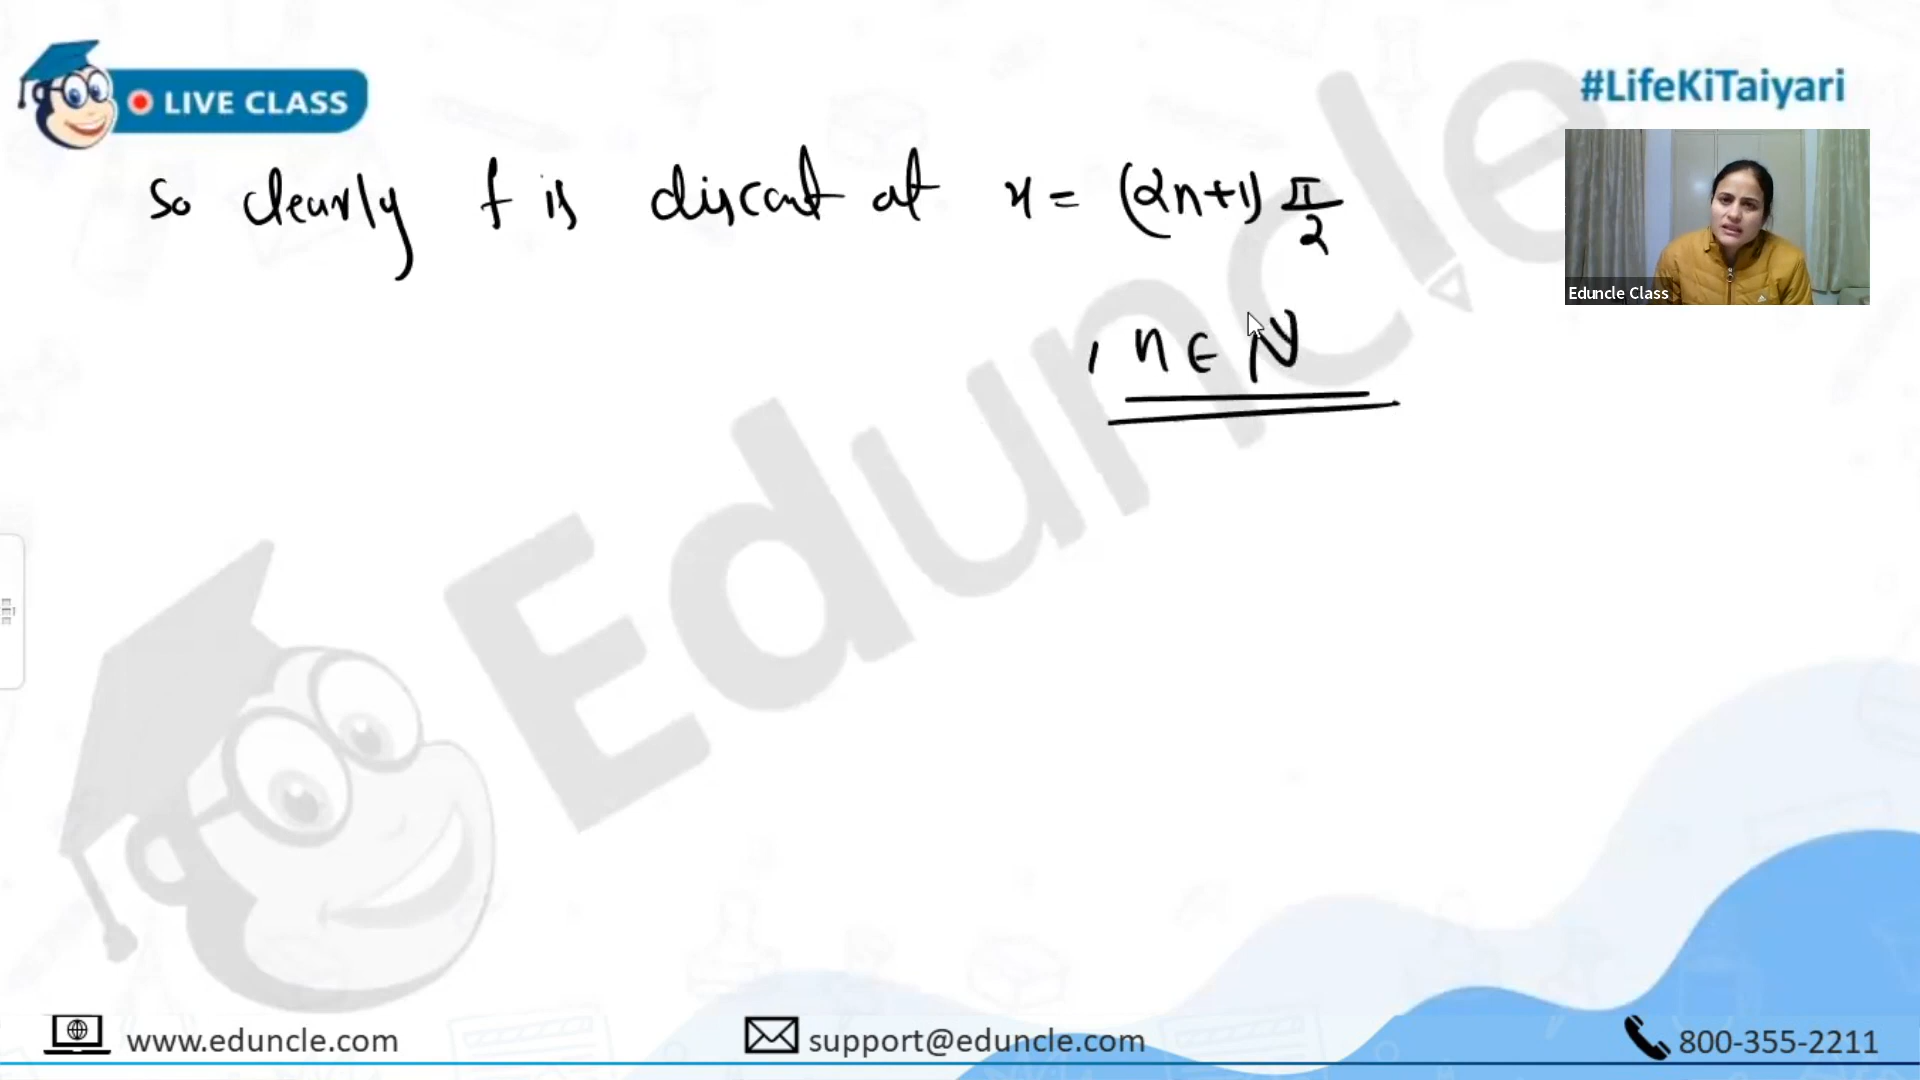 LIVE CLASS
#LifeKiTaiyari
So clearly f is discont at x = (2n+1) π/2
, n ∈ N
Eduncle Class
Eduncle
www.eduncle.com
support@eduncle.com
800-355-2211